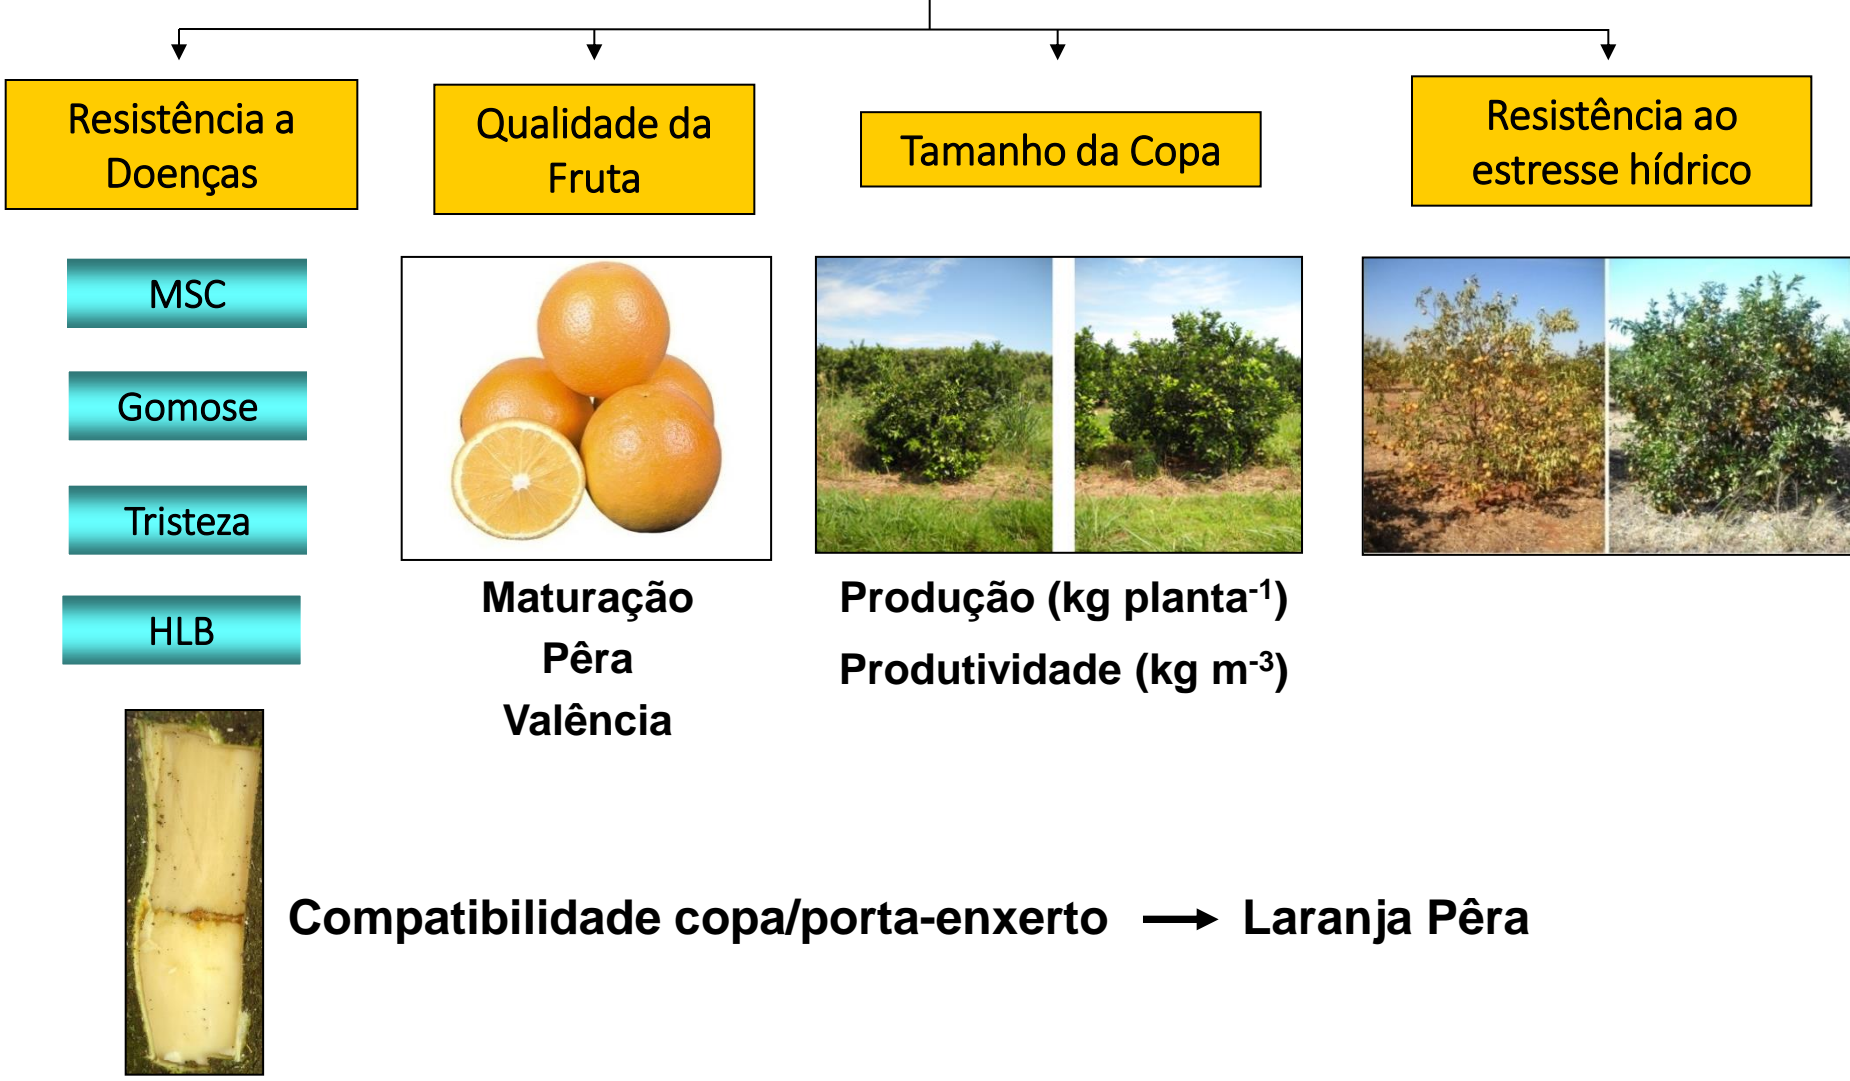 Resistência a
Doenças
Qualidade da
Fruta
Tamanho da Copa
Resistência ao
estresse hídrico
MSC
Gomose
Tristeza
HLB
Maturação
Pêra
Valência
Produção (kg planta⁻¹)
Produtividade (kg m⁻³)
Compatibilidade copa/porta-enxerto → Laranja Pêra